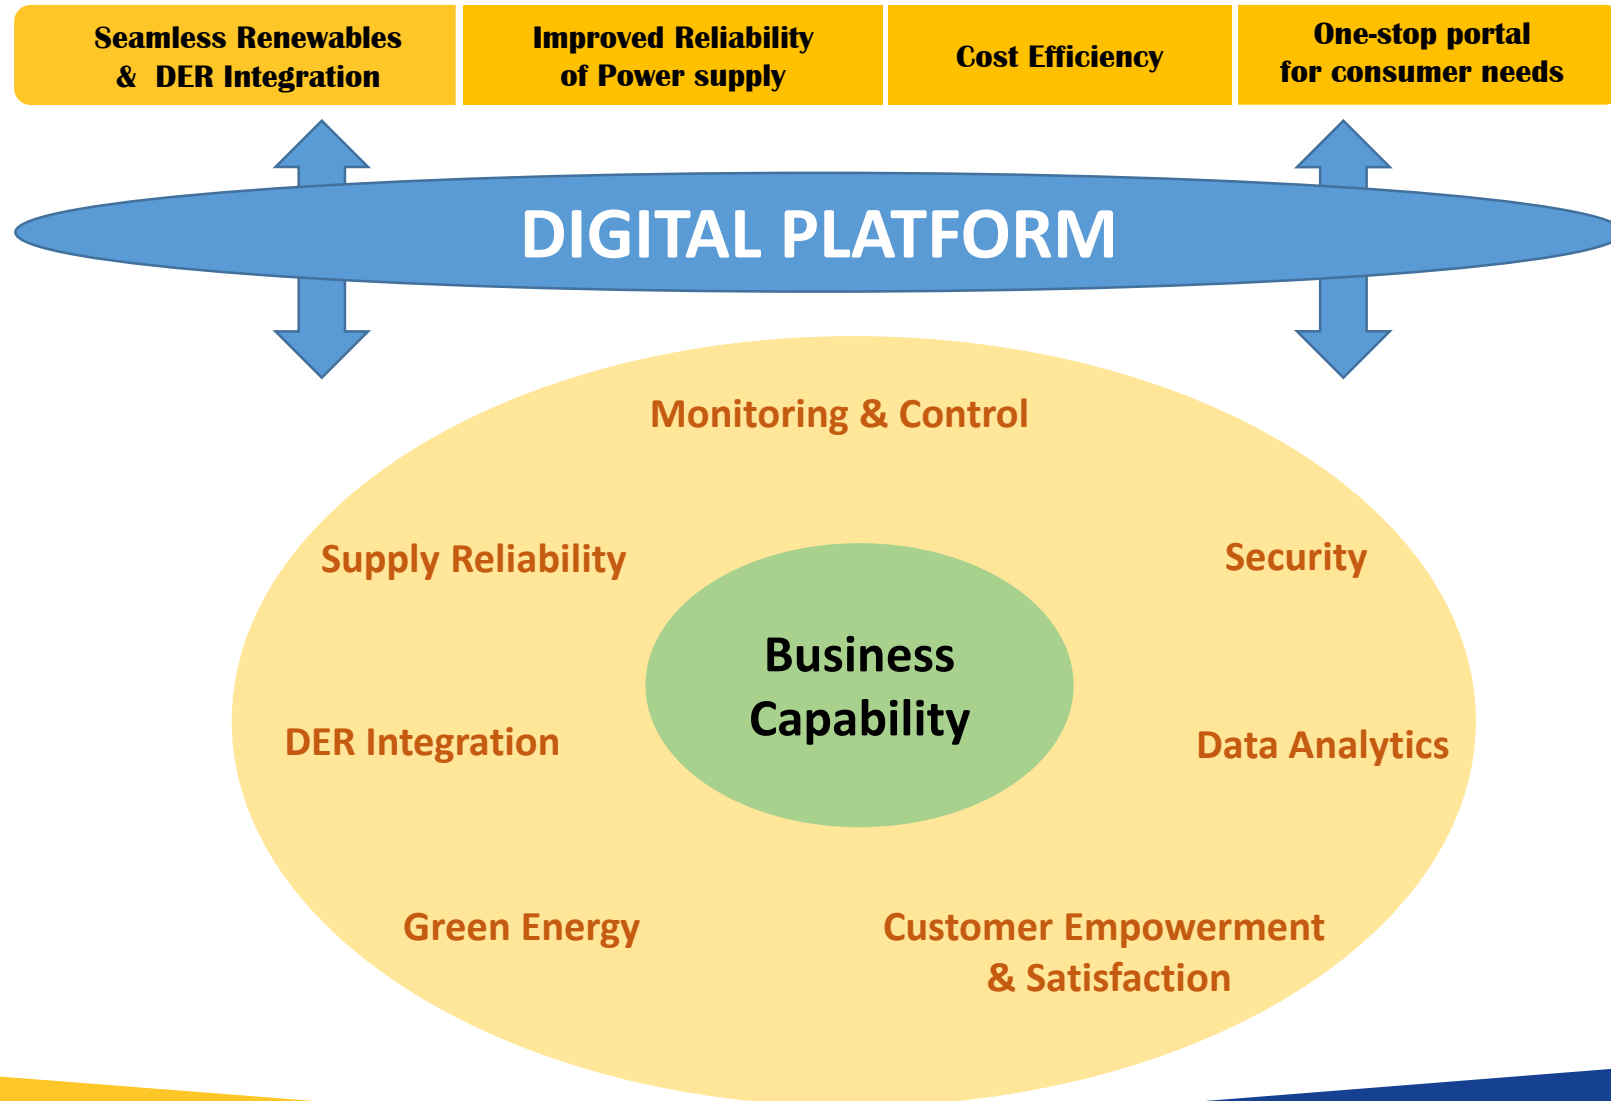 Seamless Renewables
& DER Integration
Improved Reliability
of Power supply
Cost Efficiency
One-stop portal
for consumer needs
DIGITAL PLATFORM
Monitoring & Control
Supply Reliability
Security
Business
Capability
DER Integration
Data Analytics
Green Energy
Customer Empowerment
& Satisfaction